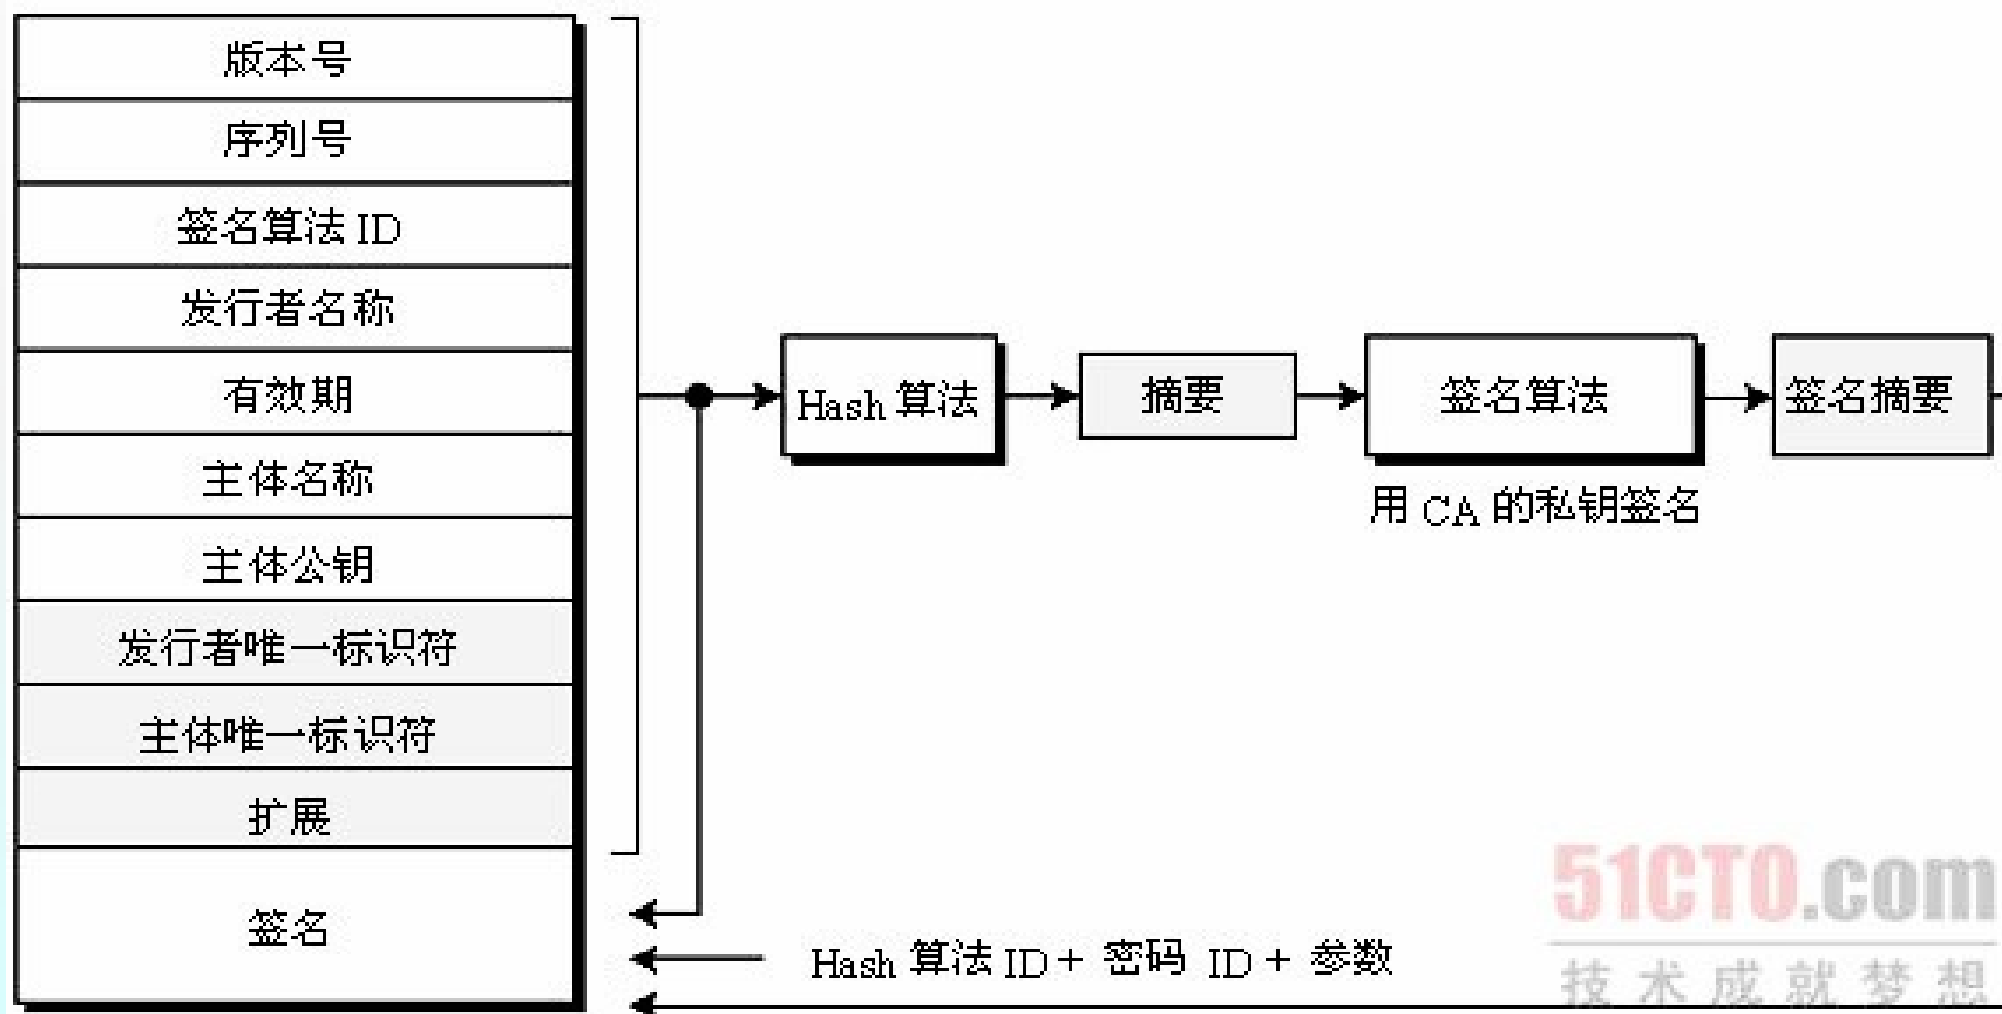 版本号
序列号
签名算法 ID
发行者名称
有效期
主体名称
主体公钥
发行者唯一标识符
主体唯一标识符
扩展
签名
Hash 算法
摘要
签名算法
签名摘要
用 CA 的私钥签名
Hash 算法 ID + 密码 ID + 参数
51CTO.com
技术成就梦想